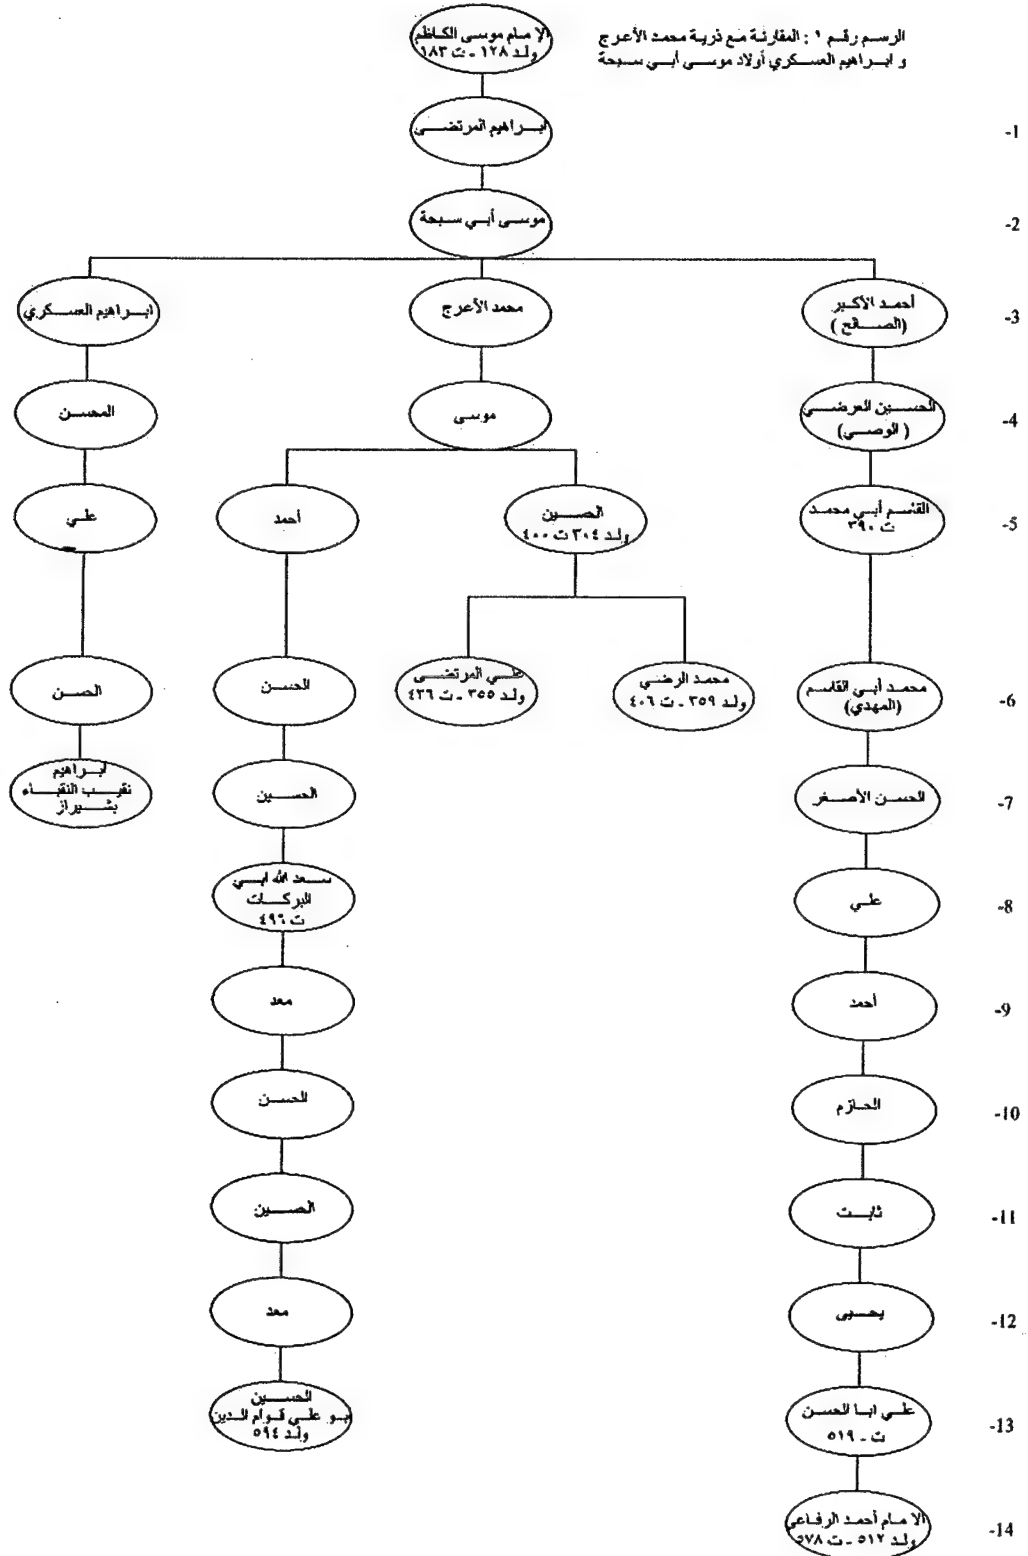 الرسم رقم ١ : المقارنة مع ذرية محمد الأعرج
و ابراهيم العسكري أولاد موسى أبي سبحة
الإمام موسى الكاظم
ولد ١٢٨ - ت ١٨٣
-1
ابراهيم المرتضى
-2
موسى أبي سبحة
-3
أحمد الأكبر
(الصالح)
محمد الأعرج
ابراهيم العسكري
-4
الحسين العرضي
(الوصي)
موسى
المحسن
-5
القاسم أبي محمد
ت ٣٩٠
الحسين
ولد ٣٠٤ ت ٤٠٠
أحمد
علي
-6
محمد أبي القاسم
(المهدي)
محمد الرضي
ولد ٣٥٩ - ت ٤٠٦
علي المرتضى
ولد ٣٥٥ - ت ٤٣٦
الحسن
الحسن
-7
الحسن الأصغر
الحسين
ابراهيم
نقيب النقباء
بشيراز
-8
علي
سعد الله ابي
البركات
ت ٤٩٦
-9
أحمد
معد
-10
الحازم
الحسن
-11
ثابت
الحسين
-12
يحيى
معد
-13
علي ابا الحسن
ت - ٥١٩
الحسين
ابو علي قوام الدين
ولد ٥٩٤
-14
الامام أحمد الرفاعي
ولد ٥١٢ - ت ٥٧٨